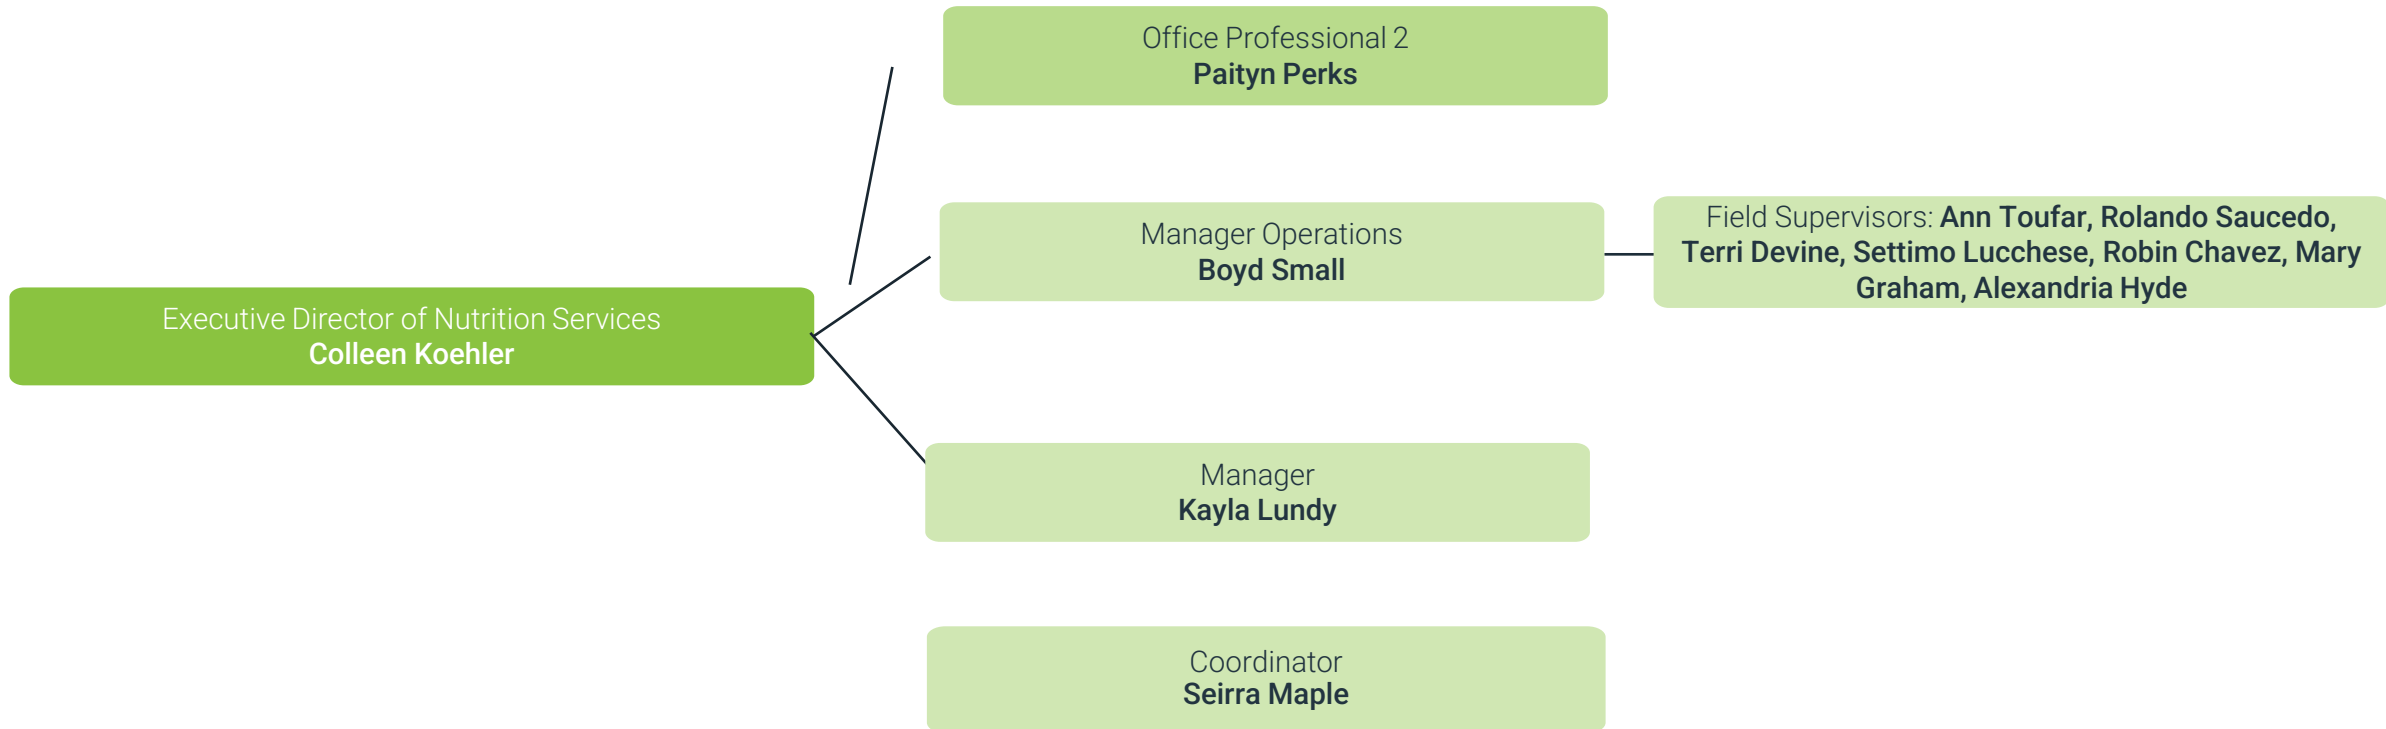 Office Professional 2
Paityn Perks
Manager Operations
Boyd Small
Field Supervisors: Ann Toufar, Rolando Saucedo,
Terri Devine, Settimo Lucchese, Robin Chavez, Mary
Graham, Alexandria Hyde
Executive Director of Nutrition Services
Colleen Koehler
Manager
Kayla Lundy
Coordinator
Seirra Maple